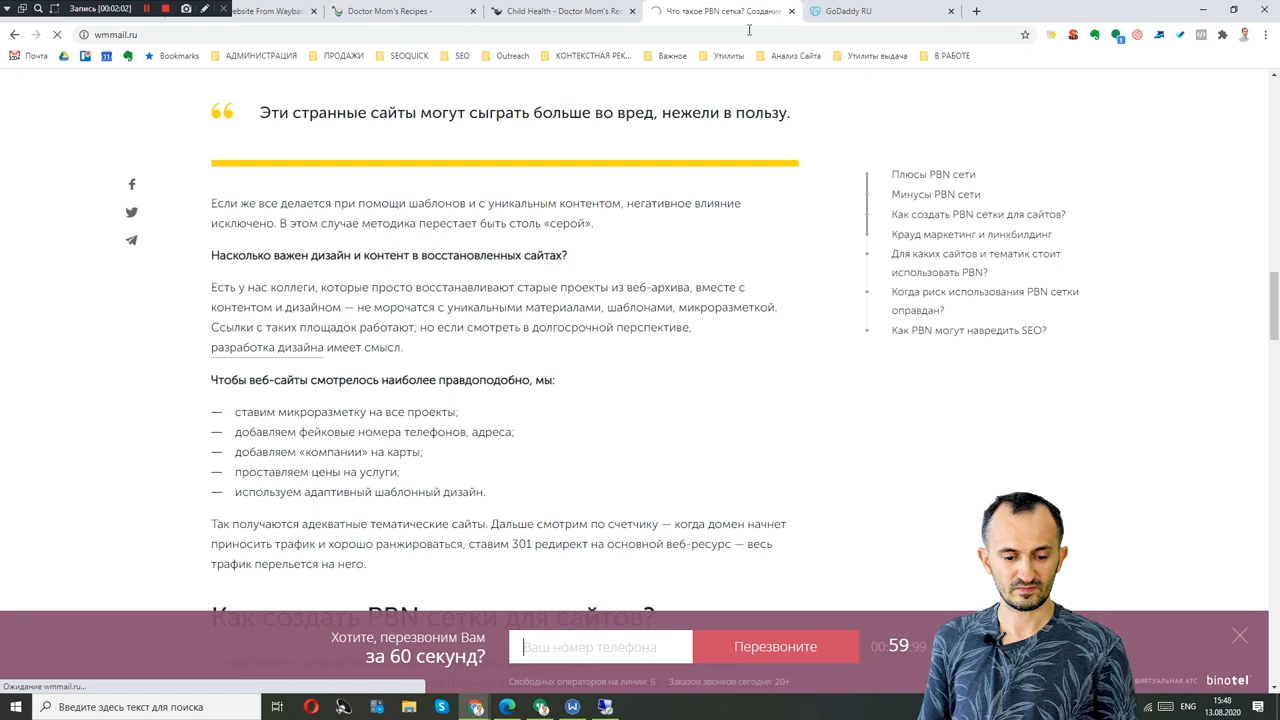 Запись [00:02:02]
ebsite From Wayba
Doctor Mom's Recipes -
Child Health - Doctor Mom's Rec
Что такое PBN сетка? Создание
GoDaddy RU
wmmail.ru
Почта
Bookmarks
АДМИНИСТРАЦИЯ
ПРОДАЖИ
SEOQUICK
SEO
Outreach
КОНТЕКСТНАЯ РЕК...
Важное
Утилиты
Анализ Сайта
Утилиты выдача
В РАБОТЕ
Эти странные сайты могут сыграть больше во вред, нежели в пользу.
Если же все делается при помощи шаблонов и с уникальным контентом, негативное влияние
исключено. В этом случае методика перестает быть столь «серой».
Насколько важен дизайн и контент в восстановленных сайтах?
Есть у нас коллеги, которые просто восстанавливают старые проекты из веб-архива, вместе с
контентом и дизайном — не морочатся с уникальными материалами, шаблонами, микроразметкой.
Ссылки с таких площадок работают, но если смотреть в долгосрочной перспективе,
разработка дизайна имеет смысл.
Чтобы веб-сайты смотрелось наиболее правдоподобно, мы:
— ставим микроразметку на все проекты;
— добавляем фейковые номера телефонов, адреса;
— добавляем «компании» на карты;
— проставляем цены на услуги;
— используем адаптивный шаблонный дизайн.
Так получаются адекватные тематические сайты. Дальше смотрим по счетчику — когда домен начнет
приносить трафик и хорошо ранжироваться, ставим 301 редирект на основной веб-ресурс — весь
трафик перельется на него.
Как создать PBN сетки для сайтов?
Плюсы PBN сети
Минусы PBN сети
Как создать PBN сетки для сайтов?
Крауд маркетинг и линкбилдинг
Для каких сайтов и тематик стоит
использовать PBN?
Когда риск использования PBN сетки
оправдан?
Как PBN могут навредить SEO?
Хотите, перезвоним Вам
за 60 секунд?
Ваш номер телефона
Перезвоните
00:59:99
Свободных операторов на линии: 5
Заказов звонков сегодня: 20+
ВИРТУАЛЬНАЯ АТС
binotel
Ожидание wmmail.ru...
Введите здесь текст для поиска
ENG
15:48
13.08.2020